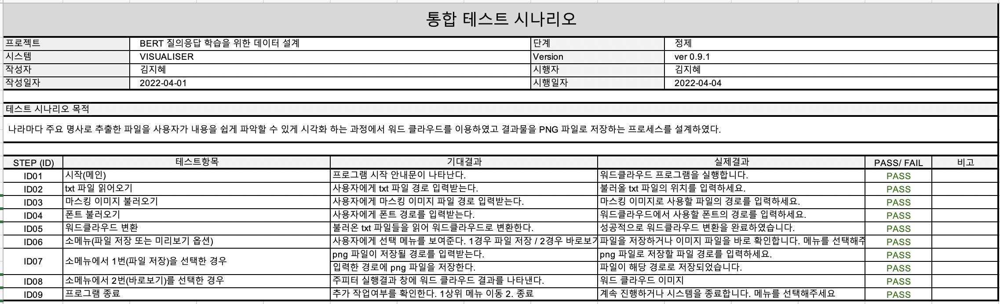 통합 테스트 시나리오
프로젝트 BERT 질의응답 학습을 위한 데이터 설계 단계 정제
시스템 VISUALISER Version ver 0.9.1
작성자 김지혜 시행자 김지혜
작성일자 2022-04-01 시행일자 2022-04-04
테스트 시나리오 목적
나라마다 주요 명사로 추출한 파일을 사용자가 내용을 쉽게 파악할 수 있게 시각화 하는 과정에서 워드 클라우드를 이용하였고 결과물을 PNG 파일로 저장하는 프로세스를 설계하였다.
STEP (ID) 테스트항목 기대결과 실제결과 PASS/ FAIL 비고
ID01 시작(메인) 프로그램 시작 안내문이 나타난다. 워드클라우드 프로그램을 실행합니다. PASS
ID02 txt 파일 읽어오기 사용자에게 txt 파일 경로 입력받는다. 불러올 txt 파일의 위치를 입력하세요. PASS
ID03 마스킹 이미지 불러오기 사용자에게 마스킹 이미지 파일 경로 입력받는다. 마스킹 이미지로 사용할 파일의 경로를 입력하세요. PASS
ID04 폰트 불러오기 사용자에게 폰트 경로를 입력받는다. 워드클라우드에서 사용할 폰트의 경로를 입력하세요. PASS
ID05 워드클라우드 변환 불러온 txt 파일들을 읽어 워드클라우드로 변환한다. 성공적으로 워드클라우드 변환을 완료하였습니다. PASS
ID06 소메뉴(파일 저장 또는 미리보기 옵션) 사용자에게 선택 메뉴를 보여준다. 1경우 파일 저장 / 2경우 바로보기 파일을 저장하거나 이미지 파일을 바로 확인합니다. 메뉴를 선택해주 PASS
ID07 소메뉴에서 1번(파일 저장)을 선택한 경우 png 파일이 저장될 경로를 입력받는다. png 파일로 저장할 파일 경로를 입력하세요. PASS
입력한 경로에 png 파일을 저장한다. 파일이 해당 경로로 저장되었습니다. PASS
ID08 소메뉴에서 2번(바로보기)를 선택한 경우 주피터 실행결과 창에 워드 클라우드 결과를 나타낸다. 워드 클라우드 이미지 PASS
ID09 프로그램 종료 추가 작업여부를 확인한다. 1상위 메뉴 이동 2. 종료 계속 진행하거나 시스템을 종료합니다. 메뉴를 선택해주세요 PASS